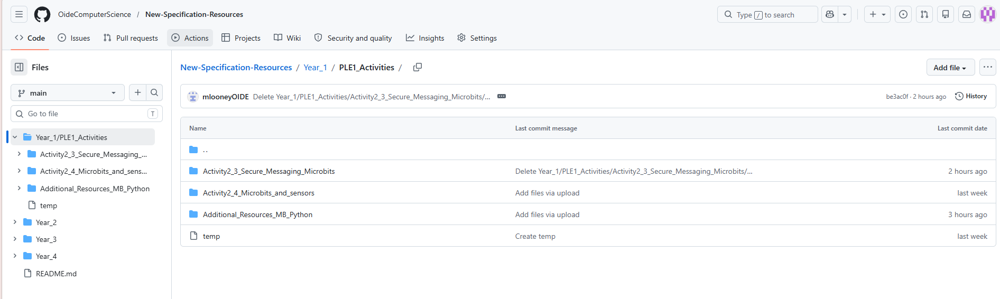 OideComputerScience / New-Specification-Resources
Type / to search
Code Issues Pull requests Actions Projects Wiki Security and quality Insights Settings
Files
main
Go to file T
Year_1/PLE1_Activities
Activity2_3_Secure_Messaging_...
Activity2_4_Microbits_and_sens...
Additional_Resources_MB_Python
temp
Year_2
Year_3
Year_4
README.md
New-Specification-Resources / Year_1 / PLE1_Activities /
Add file
mlooneyOIDE Delete Year_1/PLE1_Activities/Activity2_3_Secure_Messaging_Microbits/... be3ac0f · 2 hours ago History
Name Last commit message Last commit date
..
Activity2_3_Secure_Messaging_Microbits Delete Year_1/PLE1_Activities/Activity2_3_Secure_Messaging_Microbits/... 2 hours ago
Activity2_4_Microbits_and_sensors Add files via upload last week
Additional_Resources_MB_Python Add files via upload 3 hours ago
temp Create temp last week